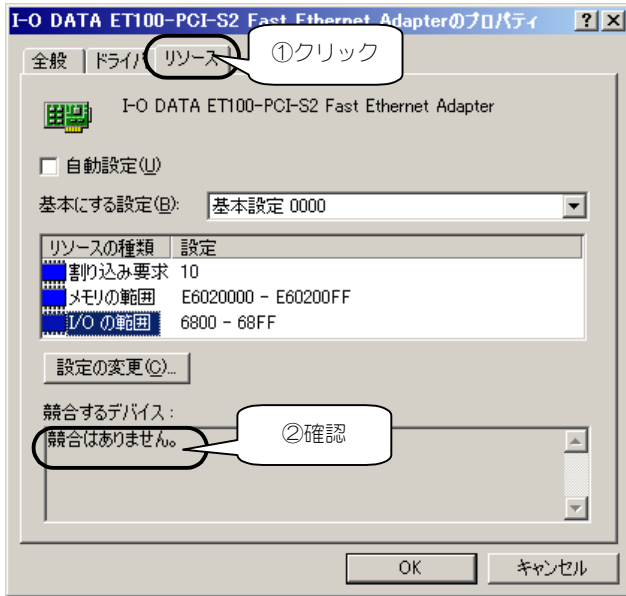 I-O DATA ET100-PCI-S2 Fast Ethernet Adapterのプロパティ
全般 ドライバ リソース
①クリック
I-O DATA ET100-PCI-S2 Fast Ethernet Adapter
自動設定(U)
基本にする設定(B): 基本設定 0000
リソースの種類 設定
割り込み要求 10
メモリの範囲 E6020000 - E60200FF
I/O の範囲 6800 - 68FF
設定の変更(C)...
競合するデバイス:
競合はありません。
②確認
OK キャンセル